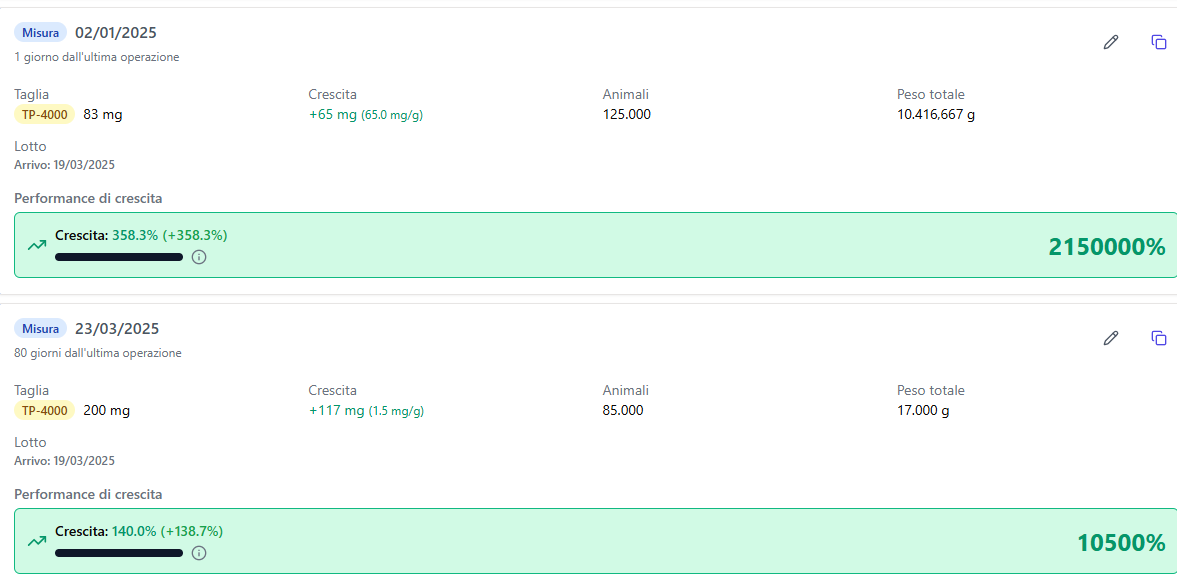 Misura 02/01/2025
1 giorno dall'ultima operazione
Taglia Crescita Animali Peso totale
TP-4000 83 mg +65 mg (65.0 mg/g) 125.000 10.416,667 g
Lotto
Arrivo: 19/03/2025
Performance di crescita
Crescita: 358.3% (+358.3%) 2150000%
Misura 23/03/2025
80 giorni dall'ultima operazione
Taglia Crescita Animali Peso totale
TP-4000 200 mg +117 mg (1.5 mg/g) 85.000 17.000 g
Lotto
Arrivo: 19/03/2025
Performance di crescita
Crescita: 140.0% (+138.7%) 10500%